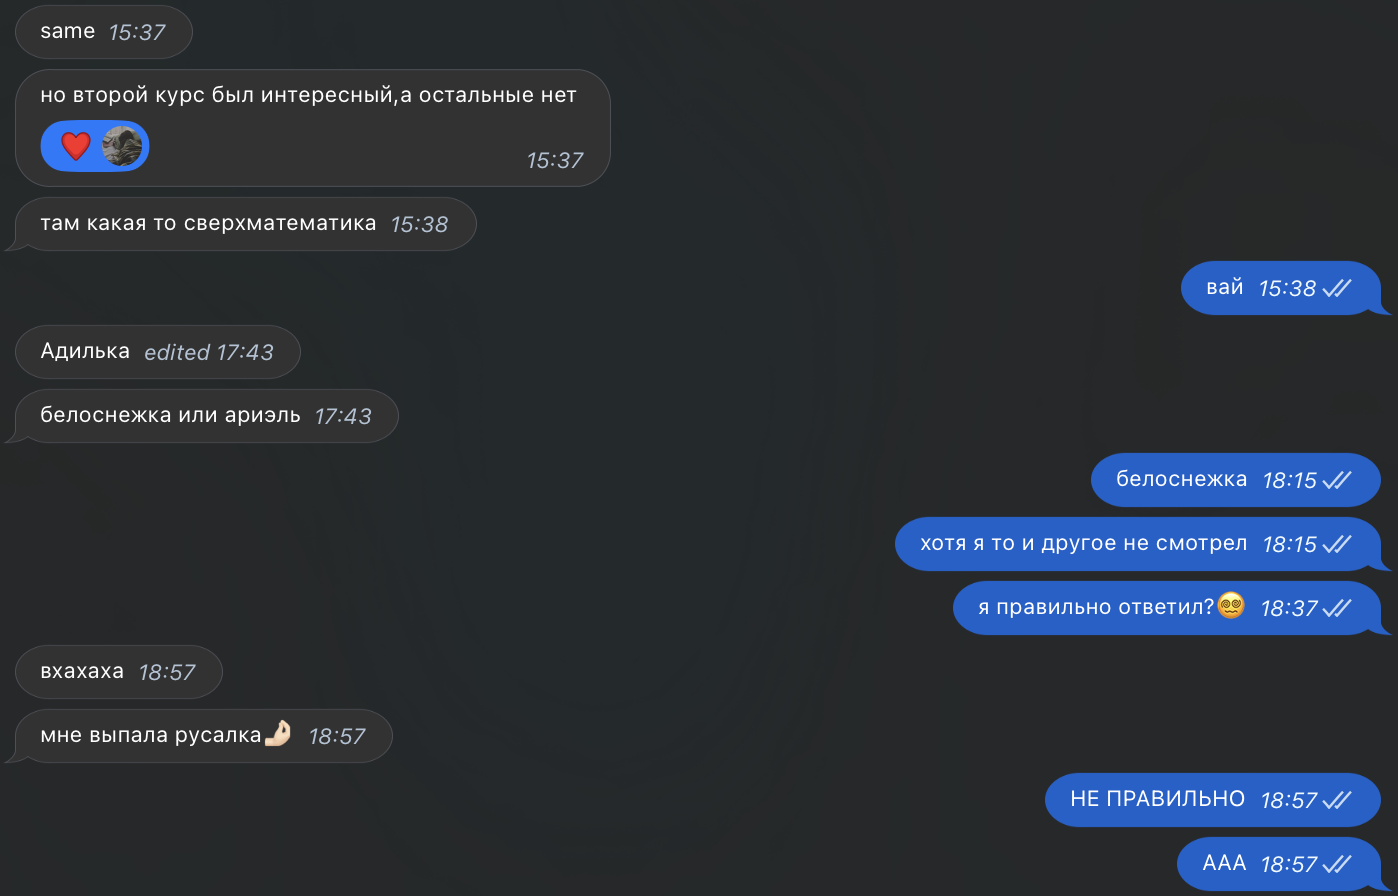 same 15:37
но второй курс был интересный,а остальные нет
❤️
15:37
там какая то сверхматематика 15:38
вай 15:38
Адилька edited 17:43
белоснежка или ариэль 17:43
белоснежка 18:15
хотя я то и другое не смотрел 18:15
я правильно ответил?😵‍💫 18:37
вхахаха 18:57
мне выпала русалка🤌🏻 18:57
НЕ ПРАВИЛЬНО 18:57
ААА 18:57